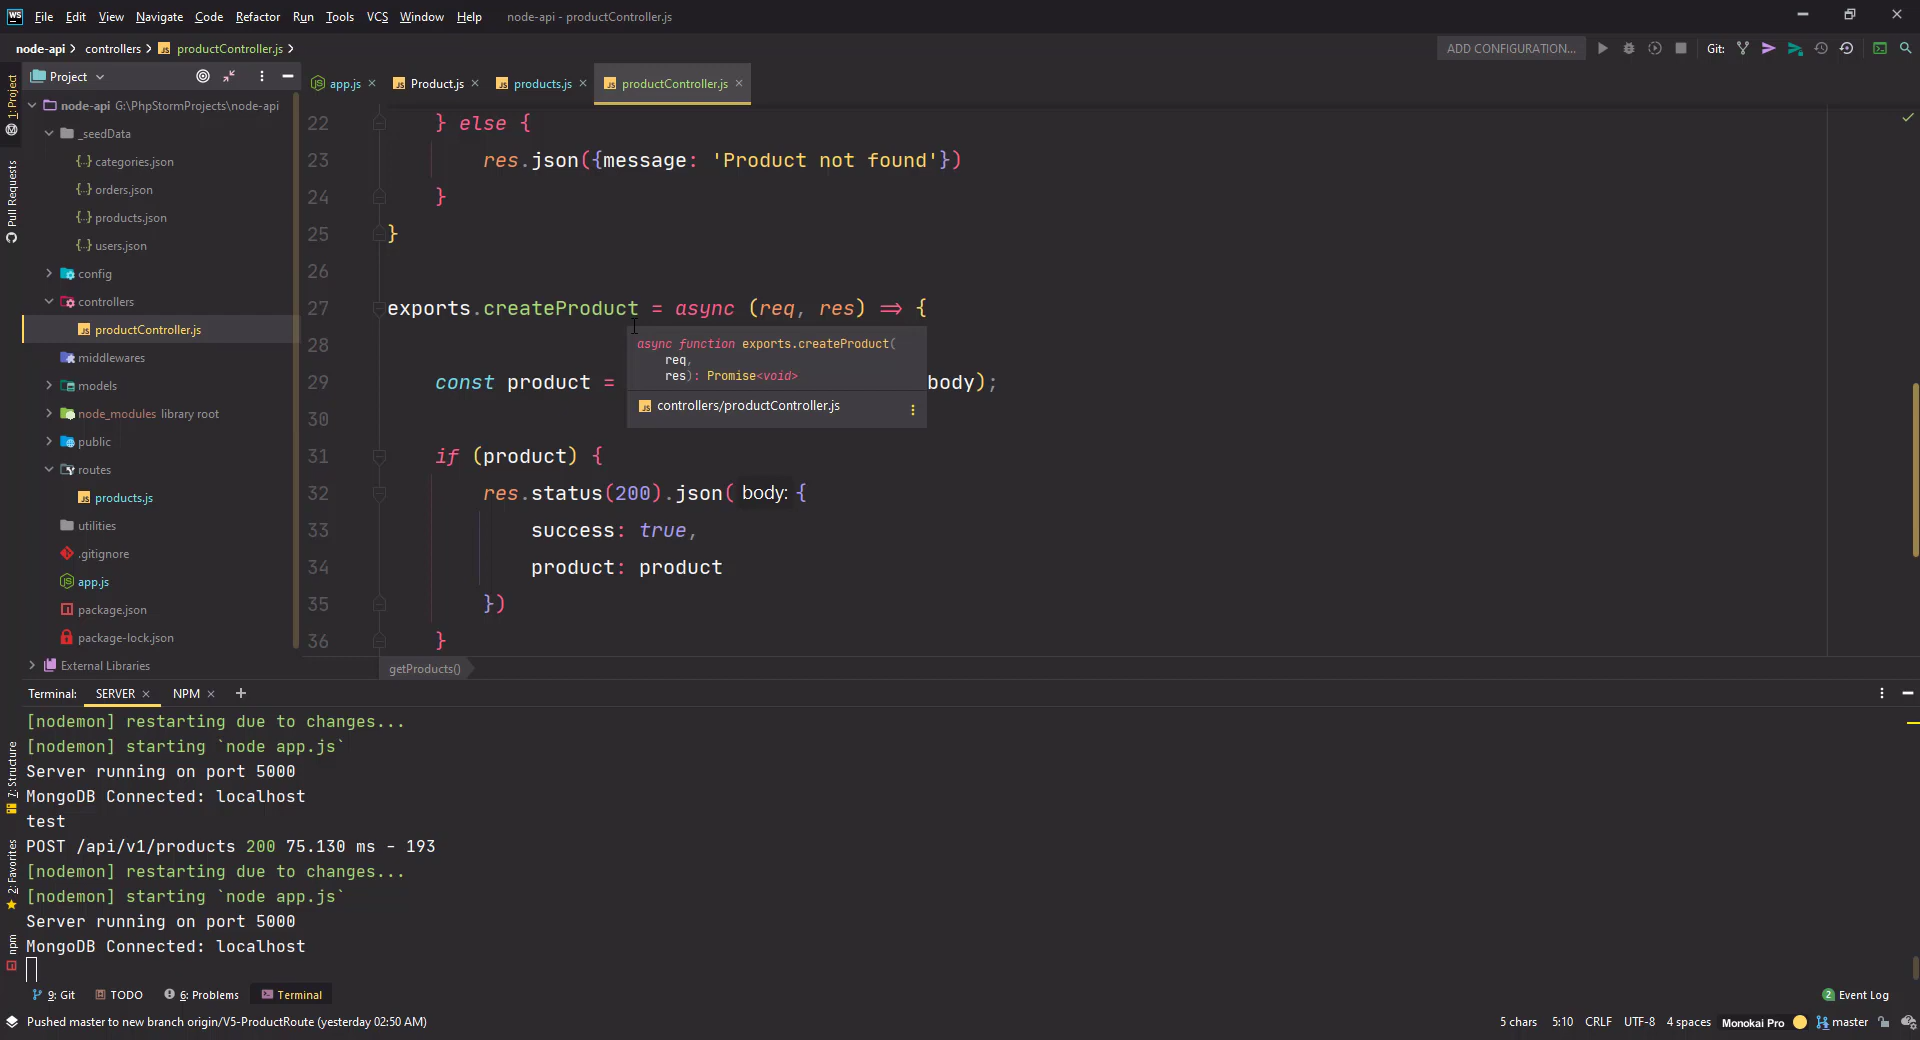 WS File Edit View Navigate Code Refactor Run Tools VCS Window Help node-api - productController.js
node-api controllers JS productController.js
ADD CONFIGURATION... Git:
1: Project
Pull Requests
7: Structure
2: Favorites
npm
Project
node-api G:\PhpStormProjects\node-api
_seedData
categories.json
orders.json
products.json
users.json
config
controllers
JS productController.js
middlewares
models
node_modules library root
public
routes
JS products.js
utilities
.gitignore
app.js
package.json
package-lock.json
External Libraries
app.js JS Product.js JS products.js JS productController.js
22 } else {
23 res.json({message: 'Product not found'})
24 }
25 }
26
27 exports.createProduct = async (req, res) => {
28
29 const product = body);
30
31 if (product) {
32 res.status(200).json( body: {
33 success: true,
34 product: product
35 })
36 }
async function exports.createProduct(
req,
res): Promise<void>
JS controllers/productController.js
getProducts()
Terminal: SERVER NPM
[nodemon] restarting due to changes...
[nodemon] starting `node app.js`
Server running on port 5000
MongoDB Connected: localhost
test
POST /api/v1/products 200 75.130 ms - 193
[nodemon] restarting due to changes...
[nodemon] starting `node app.js`
Server running on port 5000
MongoDB Connected: localhost
9: Git TODO 6: Problems Terminal 2 Event Log
Pushed master to new branch origin/V5-ProductRoute (yesterday 02:50 AM) 5 chars 5:10 CRLF UTF-8 4 spaces Monokai Pro master